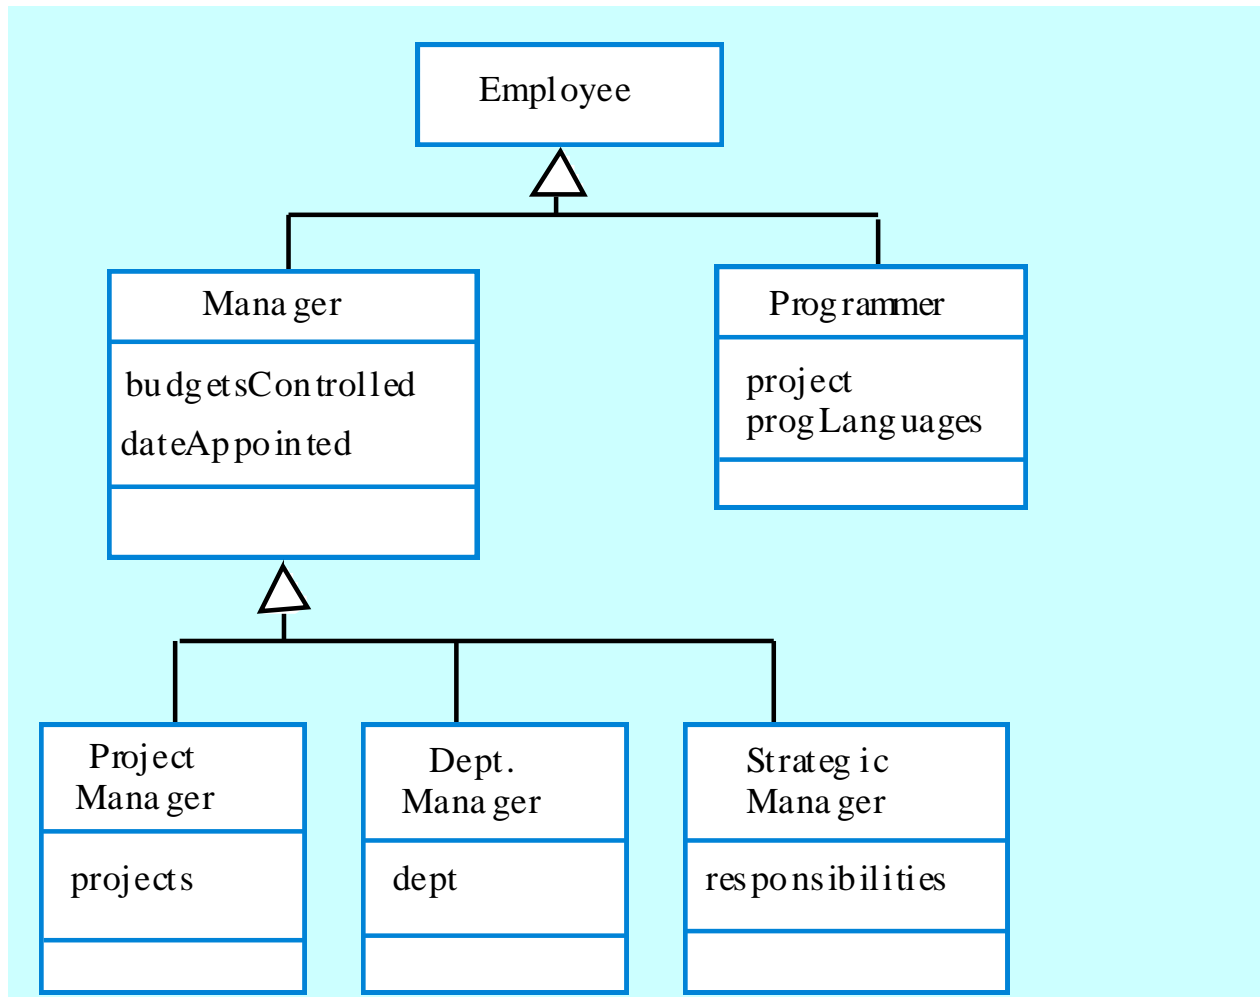 Employee
Manager
Programmer
budgetsControlled
dateAppointed
project
progLanguages
Project
Manager
Dept.
Manager
Strategic
Manager
projects
dept
responsibilities